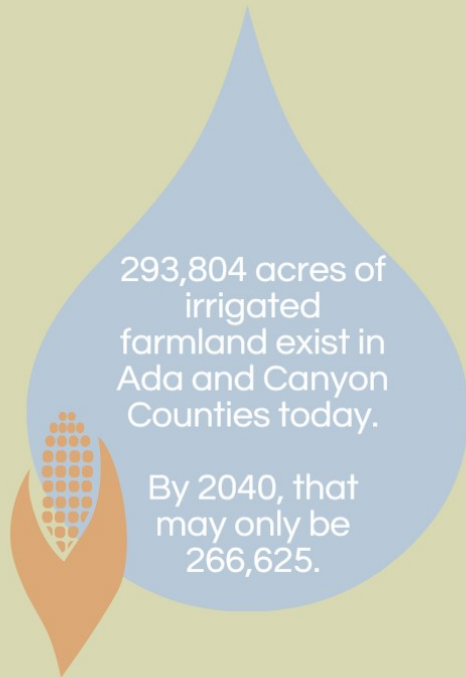 293,804 acres of
irrigated
farmland exist in
Ada and Canyon
Counties today.
By 2040, that
may only be
266,625.